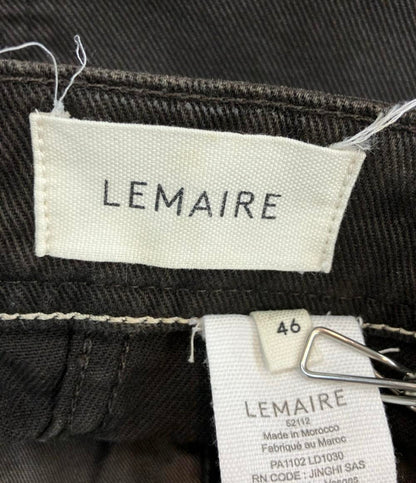 LEMAIRE
46
LEMAIRE
52112
Made in Morocco
Fabriqué au Maroc
PA1102 LD1030
RN CODE : JINGHI SAS